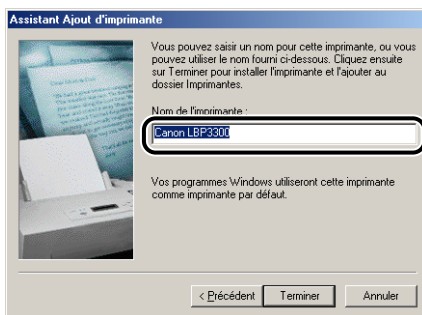 Assistant Ajout d'imprimante
Vous pouvez saisir un nom pour cette imprimante, ou vous
pouvez utiliser le nom fourni ci-dessous. Cliquez ensuite
sur Terminer pour installer l'imprimante et l'ajouter au
dossier Imprimantes.
Nom de l'imprimante :
Canon LBP3300
Vos programmes Windows utiliseront cette imprimante
comme imprimante par défaut.
< Précédent
Terminer
Annuler